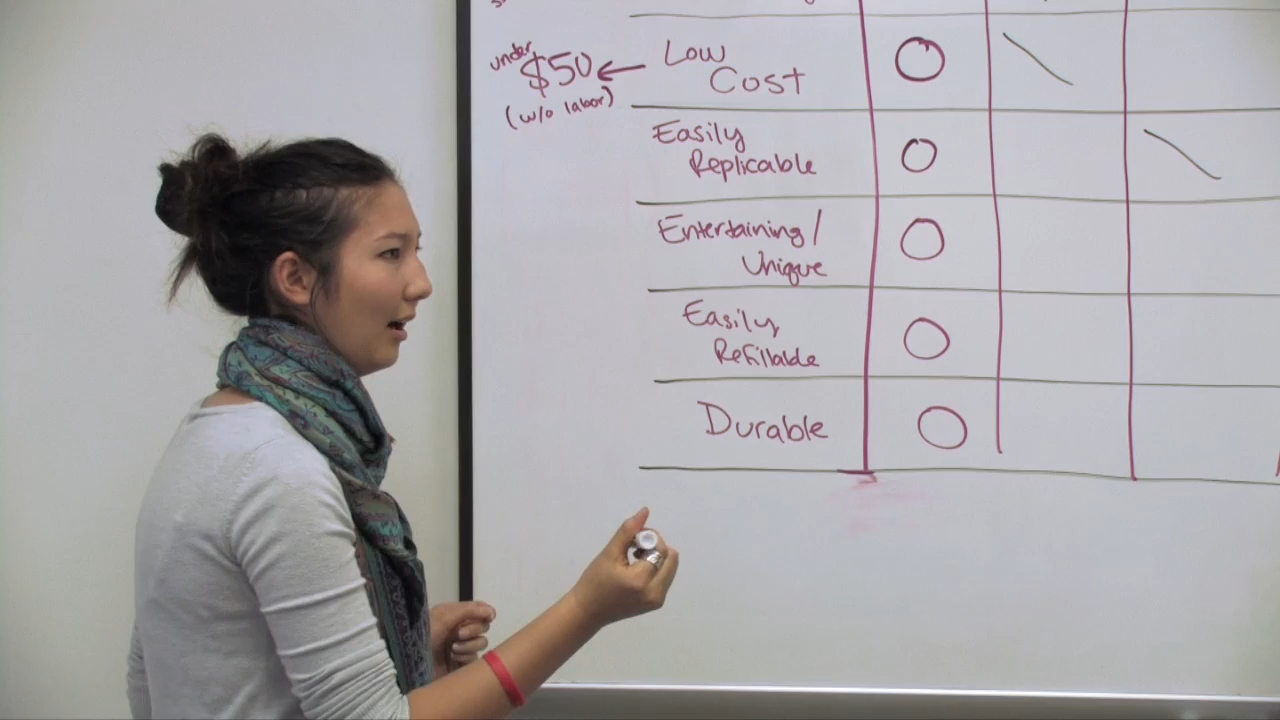 under
$50
(w/o labor)
Low
Cost
Easily
Replicable
Entertaining/
Unique
Easily
Refillable
Durable